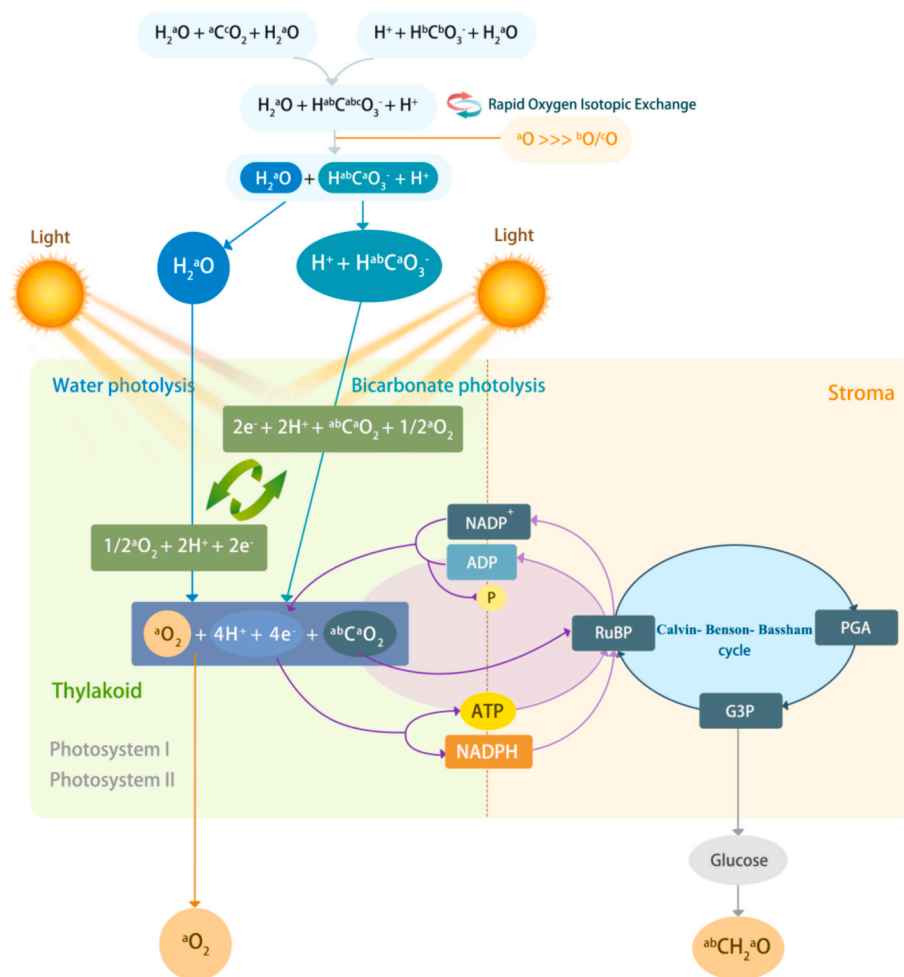 H₂ᵃO + ᵃCᶜO₂ + H₂ᵃO
H⁺ + HᵇCᵇO₃⁻ + H₂ᵃO
H₂ᵃO + HᵃᵇCᵃᵇᶜO₃⁻ + H⁺
Rapid Oxygen Isotopic Exchange
ᵃO >>> ᵇO/ᶜO
H₂ᵃO + HᵃᵇCᵃO₃⁻ + H⁺
Light
Light
H₂ᵃO
H⁺ + HᵃᵇCᵃO₃⁻
Water photolysis
Bicarbonate photolysis
Stroma
2e⁻ + 2H⁺ + ᵃᵇCᵃO₂ + 1/2ᵃO₂
1/2ᵃO₂ + 2H⁺ + 2e⁻
NADP⁺
ADP
P
ᵃO₂ + 4H⁺ + 4e⁻ + ᵃᵇCᵃO₂
RuBP
Calvin- Benson- Bassham
cycle
PGA
Thylakoid
ATP
G3P
NADPH
Photosystem I
Photosystem II
Glucose
ᵃO₂
ᵃᵇCH₂ᵃO